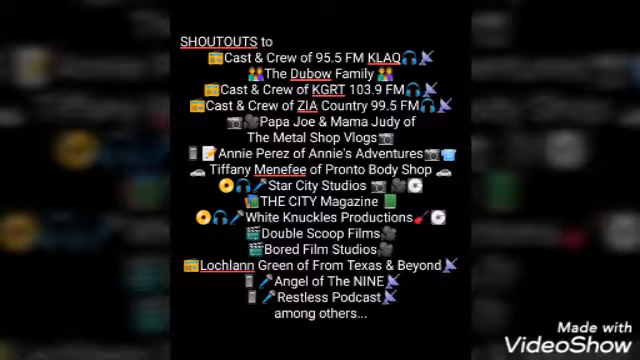 SHOUTOUTS to
📻Cast & Crew of 95.5 FM KLAQ🎧📡
👨‍👩‍👧‍👦The Dubow Family👨‍👩‍👧‍👦
📻Cast & Crew of KGRT 103.9 FM🎧📡
📻Cast & Crew of ZIA Country 99.5 FM🎧📡
📷🎥Papa Joe & Mama Judy of
The Metal Shop Vlogs📷
📱📝Annie Perez of Annie's Adventures📷👕
🚗 Tiffany Menefee of Pronto Body Shop 🚗
📀🎧🎤Star City Studios 📷 🎥💽
📗THE CITY Magazine 📗
📀🎧🎤White Knuckles Productions🎸💽
🎬Double Scoop Films🎥
🎬Bored Film Studios🎥
📻Lochlann Green of From Texas & Beyond📡
📱🎤Angel of The NINE📡
📱🎤Restless Podcast📡
among others...
Made with
VideoShow